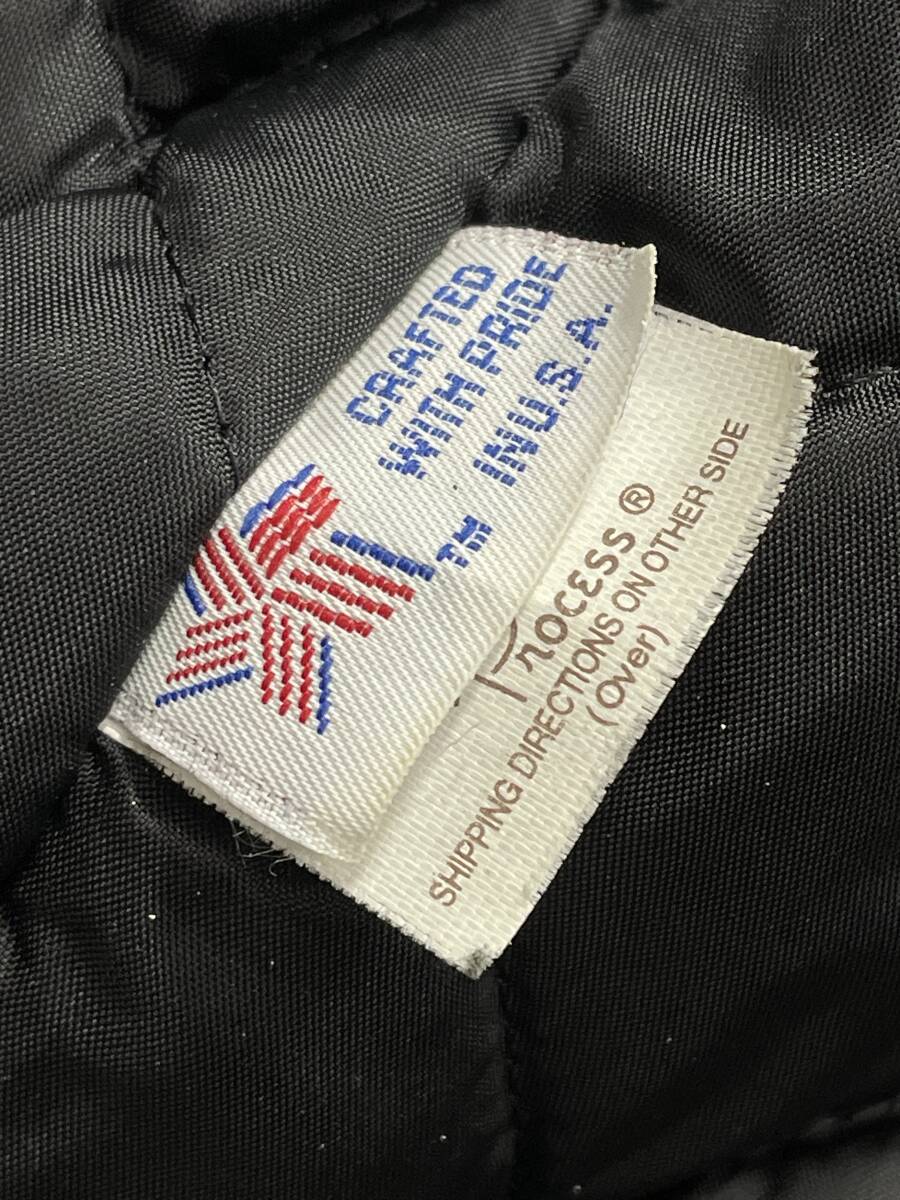 CRAFTED
WITH PRIDE
IN U.S.A.
TM
Process ®
SHIPPING DIRECTIONS ON OTHER SIDE
(Over)